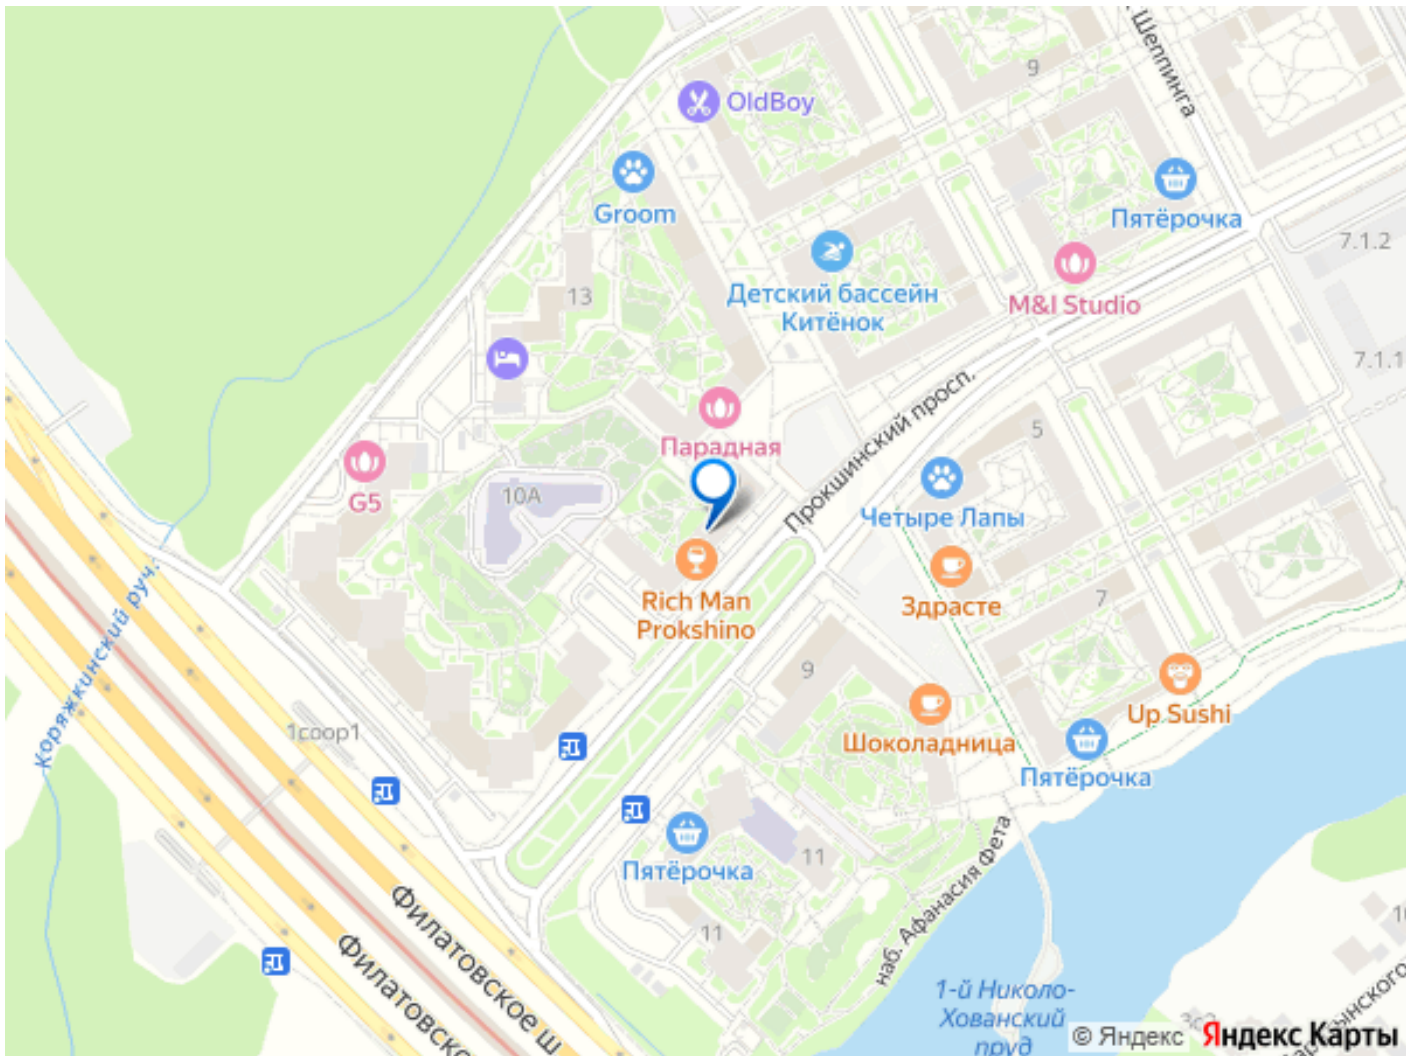 Шеппинга
9
OldBoy
Groom
Пятёрочка
7.1.2
13
Детский бассейн
Китёнок
M&I Studio
7.1.1
Прокшинский просп.
Парадная
5
G5
10А
Четыре Лапы
Rich Man
Prokshino
Здрасте
7
Коряжкинский руч.
9
Up Sushi
1соор1
Шоколадница
Пятёрочка
Пятёрочка
11
наб. Афанасия Фета
11
Филатовское ш
Филатовско
1-й Николо-
Хованский
пруд
© Яндекс
Яндекс Карты